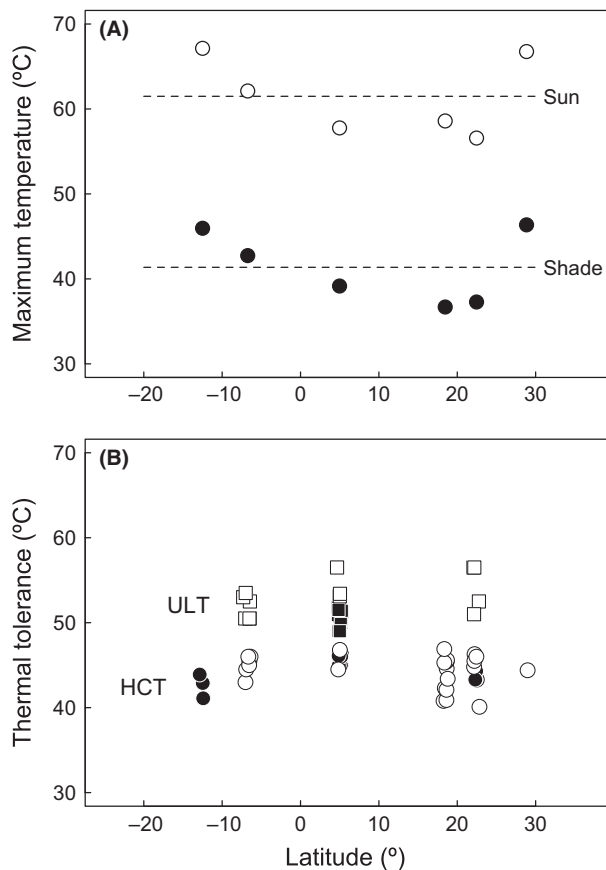 (A)
Maximum temperature (ºC)
70
60
50
40
30
Sun
Shade
–20
–10
0
10
20
30
(B)
Thermal tolerance (ºC)
70
60
50
40
30
ULT
HCT
–20
–10
0
10
20
30
Latitude (º)